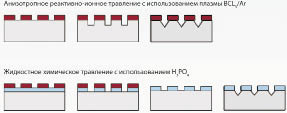 Анизотропное реактивно-ионное травление с использованием плазмы BCL₃/Ar
Жидкостное химическое травление с использованием H₃PO₄